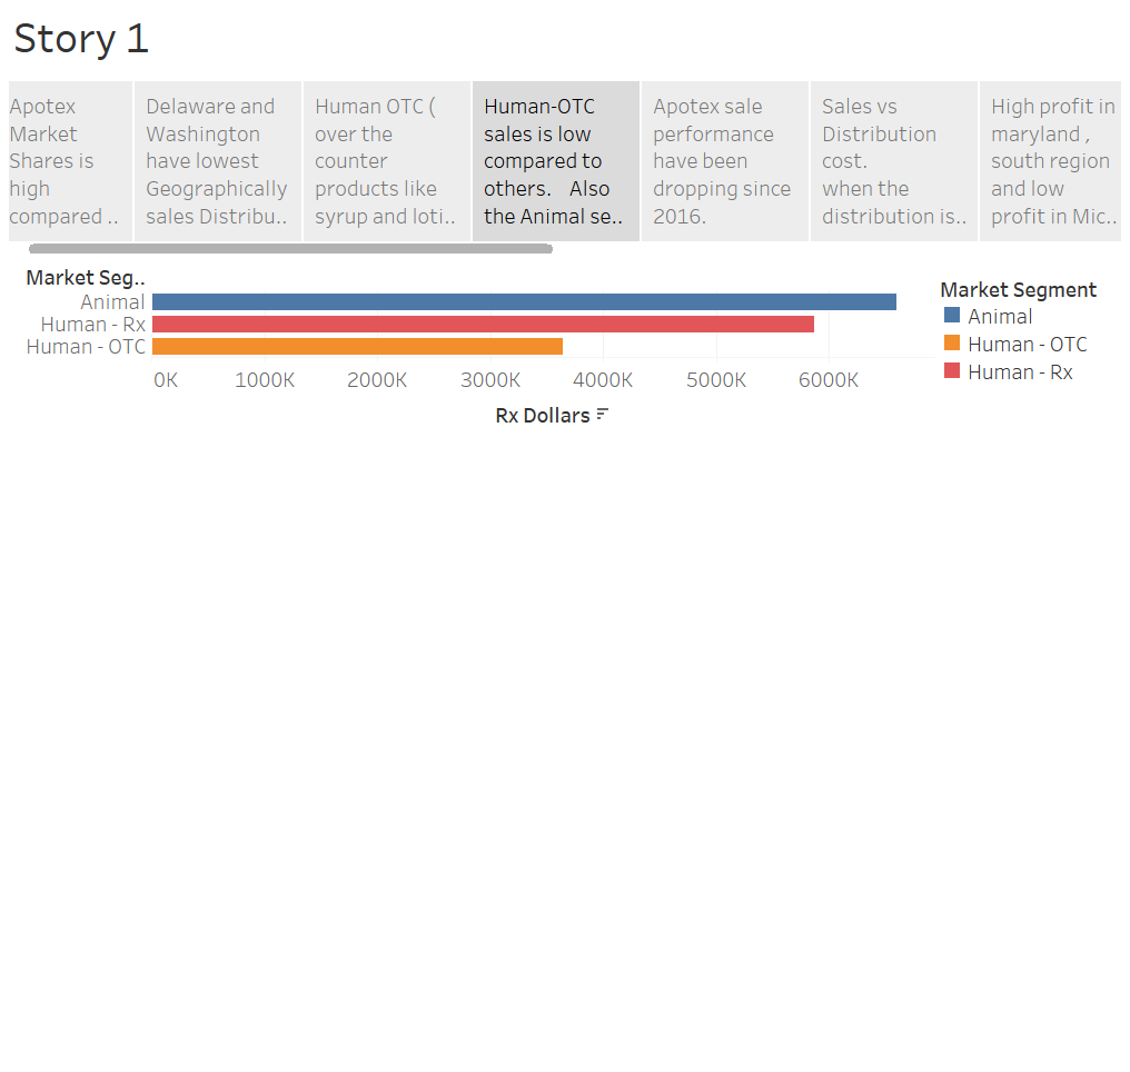 Story 1
Apotex
Market
Shares is
high
compared ..
Delaware and
Washington
have lowest
Geographically
sales Distribu..
Human OTC (
over the
counter
products like
syrup and loti..
Human-OTC
sales is low
compared to
others.   Also
the Animal se..
Apotex sale
performance
have been
dropping since
2016.
Sales vs
Distribution
cost.
when the
distribution is..
High profit in
maryland ,
south region
and low
profit in Mic..
Market Seg..
Animal
Human - Rx
Human - OTC
0K 1000K 2000K 3000K 4000K 5000K 6000K
Rx Dollars
Market Segment
Animal
Human - OTC
Human - Rx